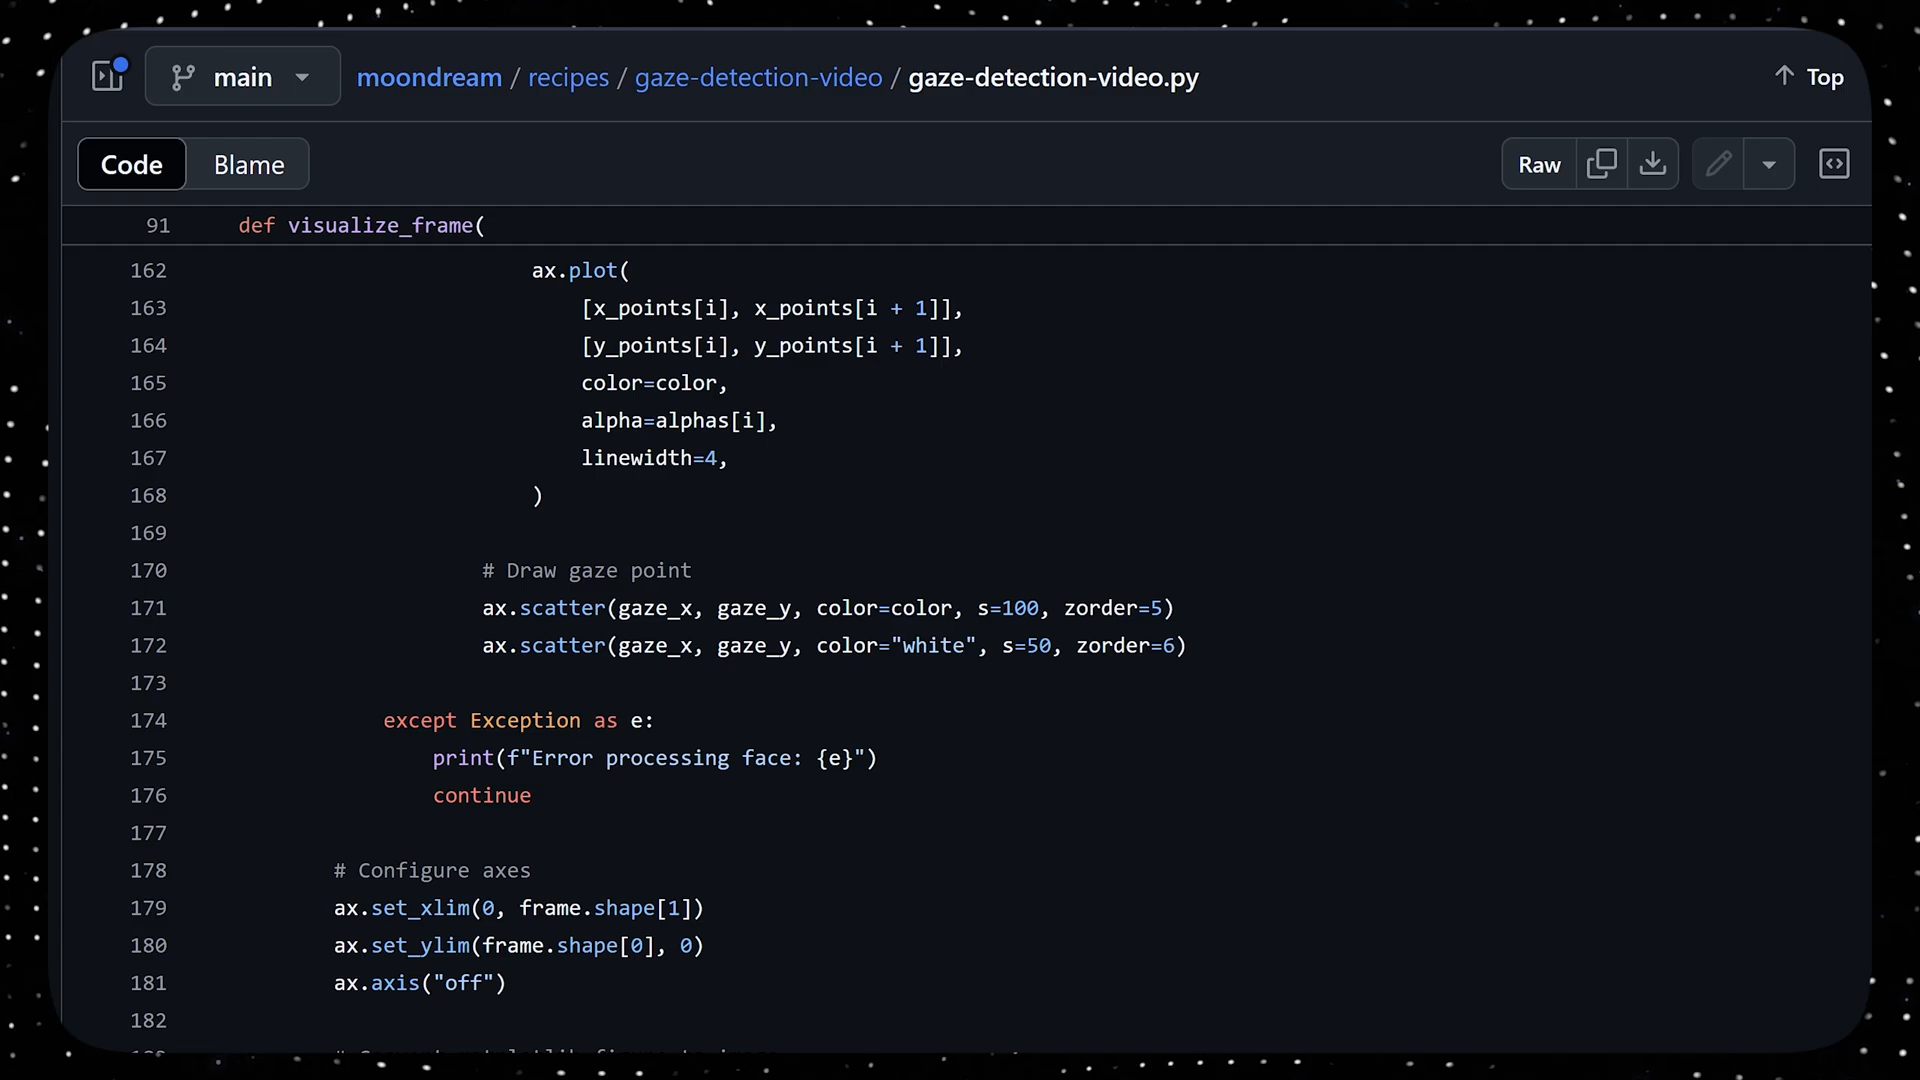 main
moondream / recipes / gaze-detection-video / gaze-detection-video.py
Top
Code
Blame
Raw
91 def visualize_frame(
162 ax.plot(
163 [x_points[i], x_points[i + 1]],
164 [y_points[i], y_points[i + 1]],
165 color=color,
166 alpha=alphas[i],
167 linewidth=4,
168 )
169
170 # Draw gaze point
171 ax.scatter(gaze_x, gaze_y, color=color, s=100, zorder=5)
172 ax.scatter(gaze_x, gaze_y, color="white", s=50, zorder=6)
173
174 except Exception as e:
175 print(f"Error processing face: {e}")
176 continue
177
178 # Configure axes
179 ax.set_xlim(0, frame.shape[1])
180 ax.set_ylim(frame.shape[0], 0)
181 ax.axis("off")
182